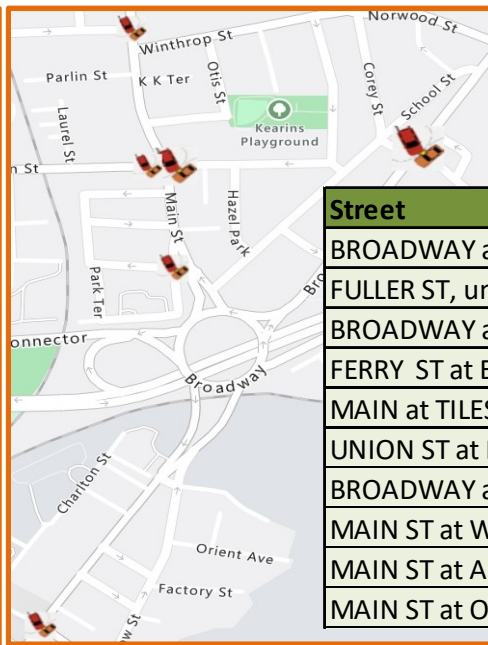 Norwood St
Winthrop St
Parlin St
K K Ter
Otis St
Corey St
School St
Laurel St
Kearins
Playground
n St
Main St
Hazel Park
Park Ter
Bro
onnector
Broadway
Charlton St
Orient Ave
Factory St
ow St
Street
BROADWAY a
FULLER ST, un
BROADWAY a
FERRY ST at B
MAIN at TILES
UNION ST at
BROADWAY a
MAIN ST at W
MAIN ST at A
MAIN ST at O